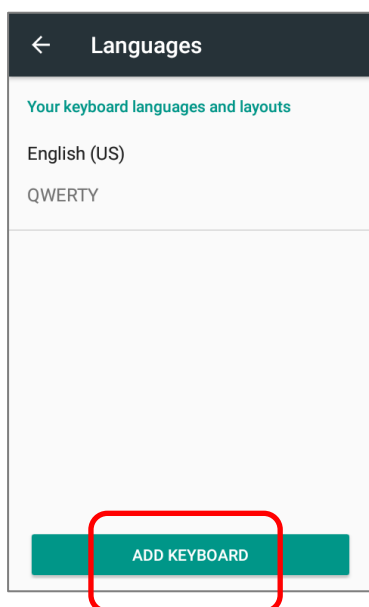 Languages
Your keyboard languages and layouts
English (US)
QWERTY
ADD KEYBOARD